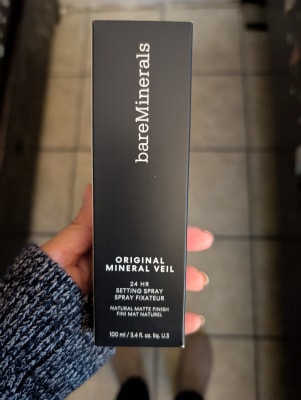 bareMinerals
ORIGINAL
MINERAL VEIL
24 HR
SETTING SPRAY
SPRAY FIXATEUR
NATURAL MATTE FINISH
FINI MAT NATUREL
100 ml / 3.4 fl. oz. liq. U.S